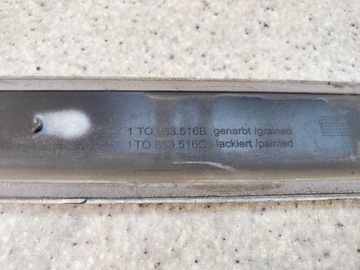 1 TO.853.516B genarbt /grained
1 TO.853.516C lackiert /painted